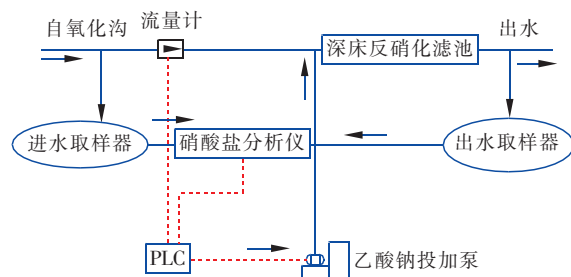 自氧化沟
流量计
深床反硝化滤池
出水
进水取样器
硝酸盐分析仪
出水取样器
PLC
乙酸钠投加泵